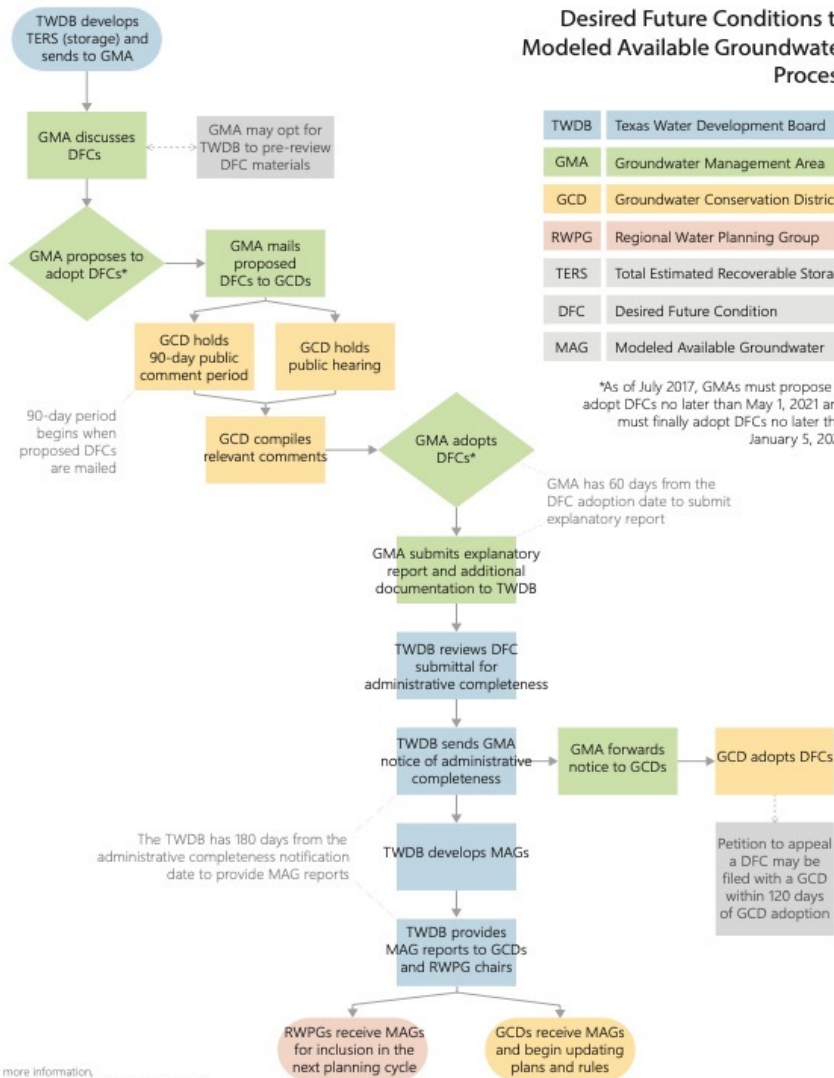 Desired Future Conditions t
Modeled Available Groundwate
Proces
TWDB develops
TERS (storage) and
sends to GMA
GMA discusses
DFCs
GMA may opt for
TWDB to pre-review
DFC materials
TWDB Texas Water Development Board
GMA Groundwater Management Area
GCD Groundwater Conservation Distric
RWPG Regional Water Planning Group
TERS Total Estimated Recoverable Stora
DFC Desired Future Condition
MAG Modeled Available Groundwater
*As of July 2017, GMAs must propose
adopt DFCs no later than May 1, 2021 an
must finally adopt DFCs no later th
January 5, 202
GMA proposes to
adopt DFCs*
GMA mails
proposed
DFCs to GCDs
GCD holds
90-day public
comment period
GCD holds
public hearing
90-day period
begins when
proposed DFCs
are mailed
GCD compiles
relevant comments
GMA adopts
DFCs*
GMA has 60 days from the
DFC adoption date to submit
explanatory report
GMA submits explanatory
report and additional
documentation to TWDB
TWDB reviews DFC
submittal for
administrative completeness
TWDB sends GMA
notice of administrative
completeness
GMA forwards
notice to GCDs
GCD adopts DFCs
The TWDB has 180 days from the
administrative completeness notification
date to provide MAG reports
TWDB develops MAGs
Petition to appeal
a DFC may be
filed with a GCD
within 120 days
of GCD adoption
TWDB provides
MAG reports to GCDs
and RWPG chairs
RWPGs receive MAGs
for inclusion in the
next planning cycle
GCDs receive MAGs
and begin updating
plans and rules
more information,